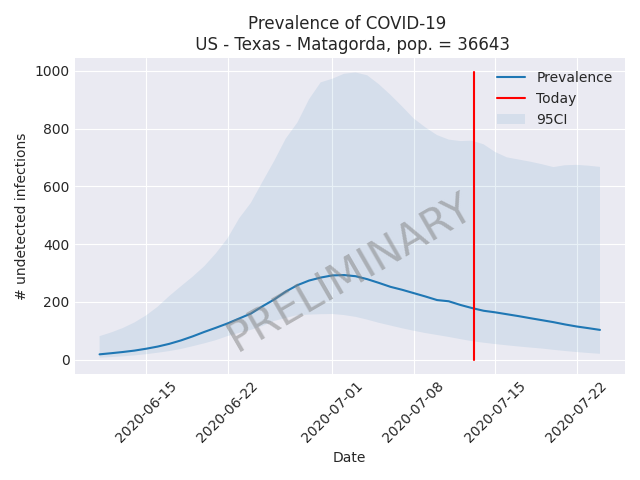 Prevalence of COVID-19
US - Texas - Matagorda, pop. = 36643
1000
800
600
400
200
0
# undetected infections
Prevalence
Today
95CI
PRELIMINARY
2020-06-15
2020-06-22
2020-07-01
2020-07-08
2020-07-15
2020-07-22
Date